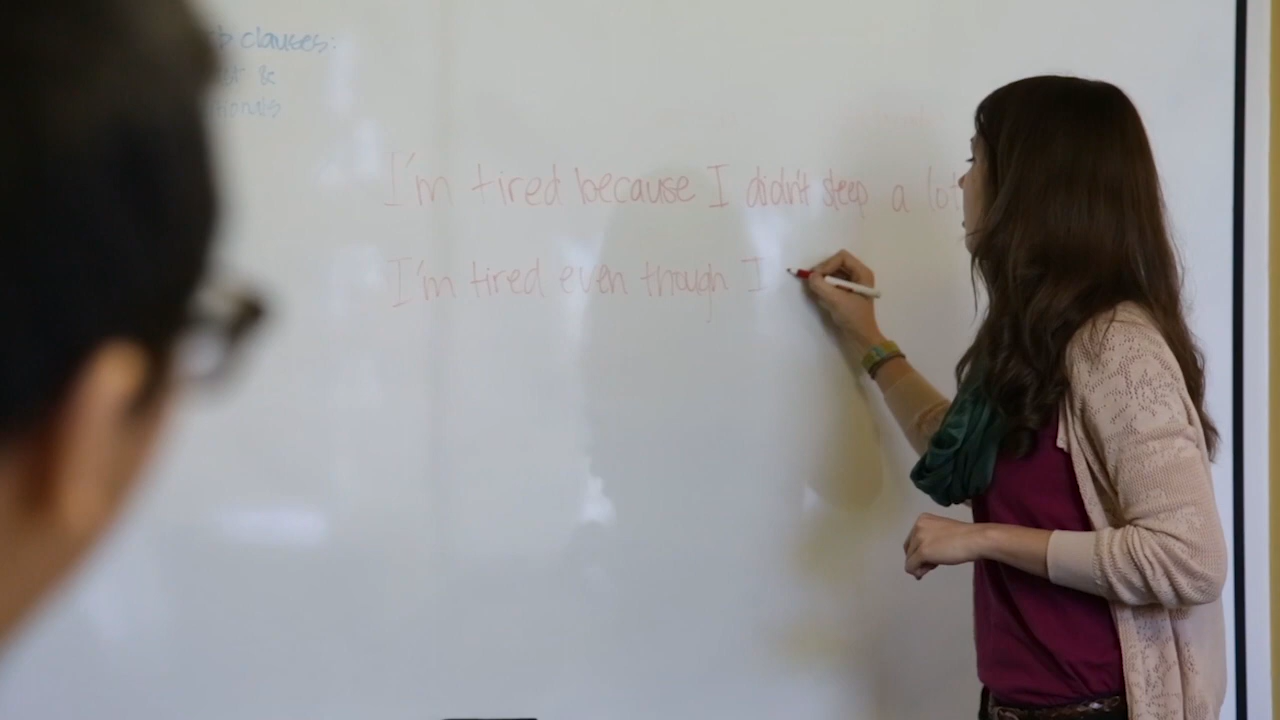 clauses:
&
I'm tired because I didn't sleep a lot
I'm tired even though I